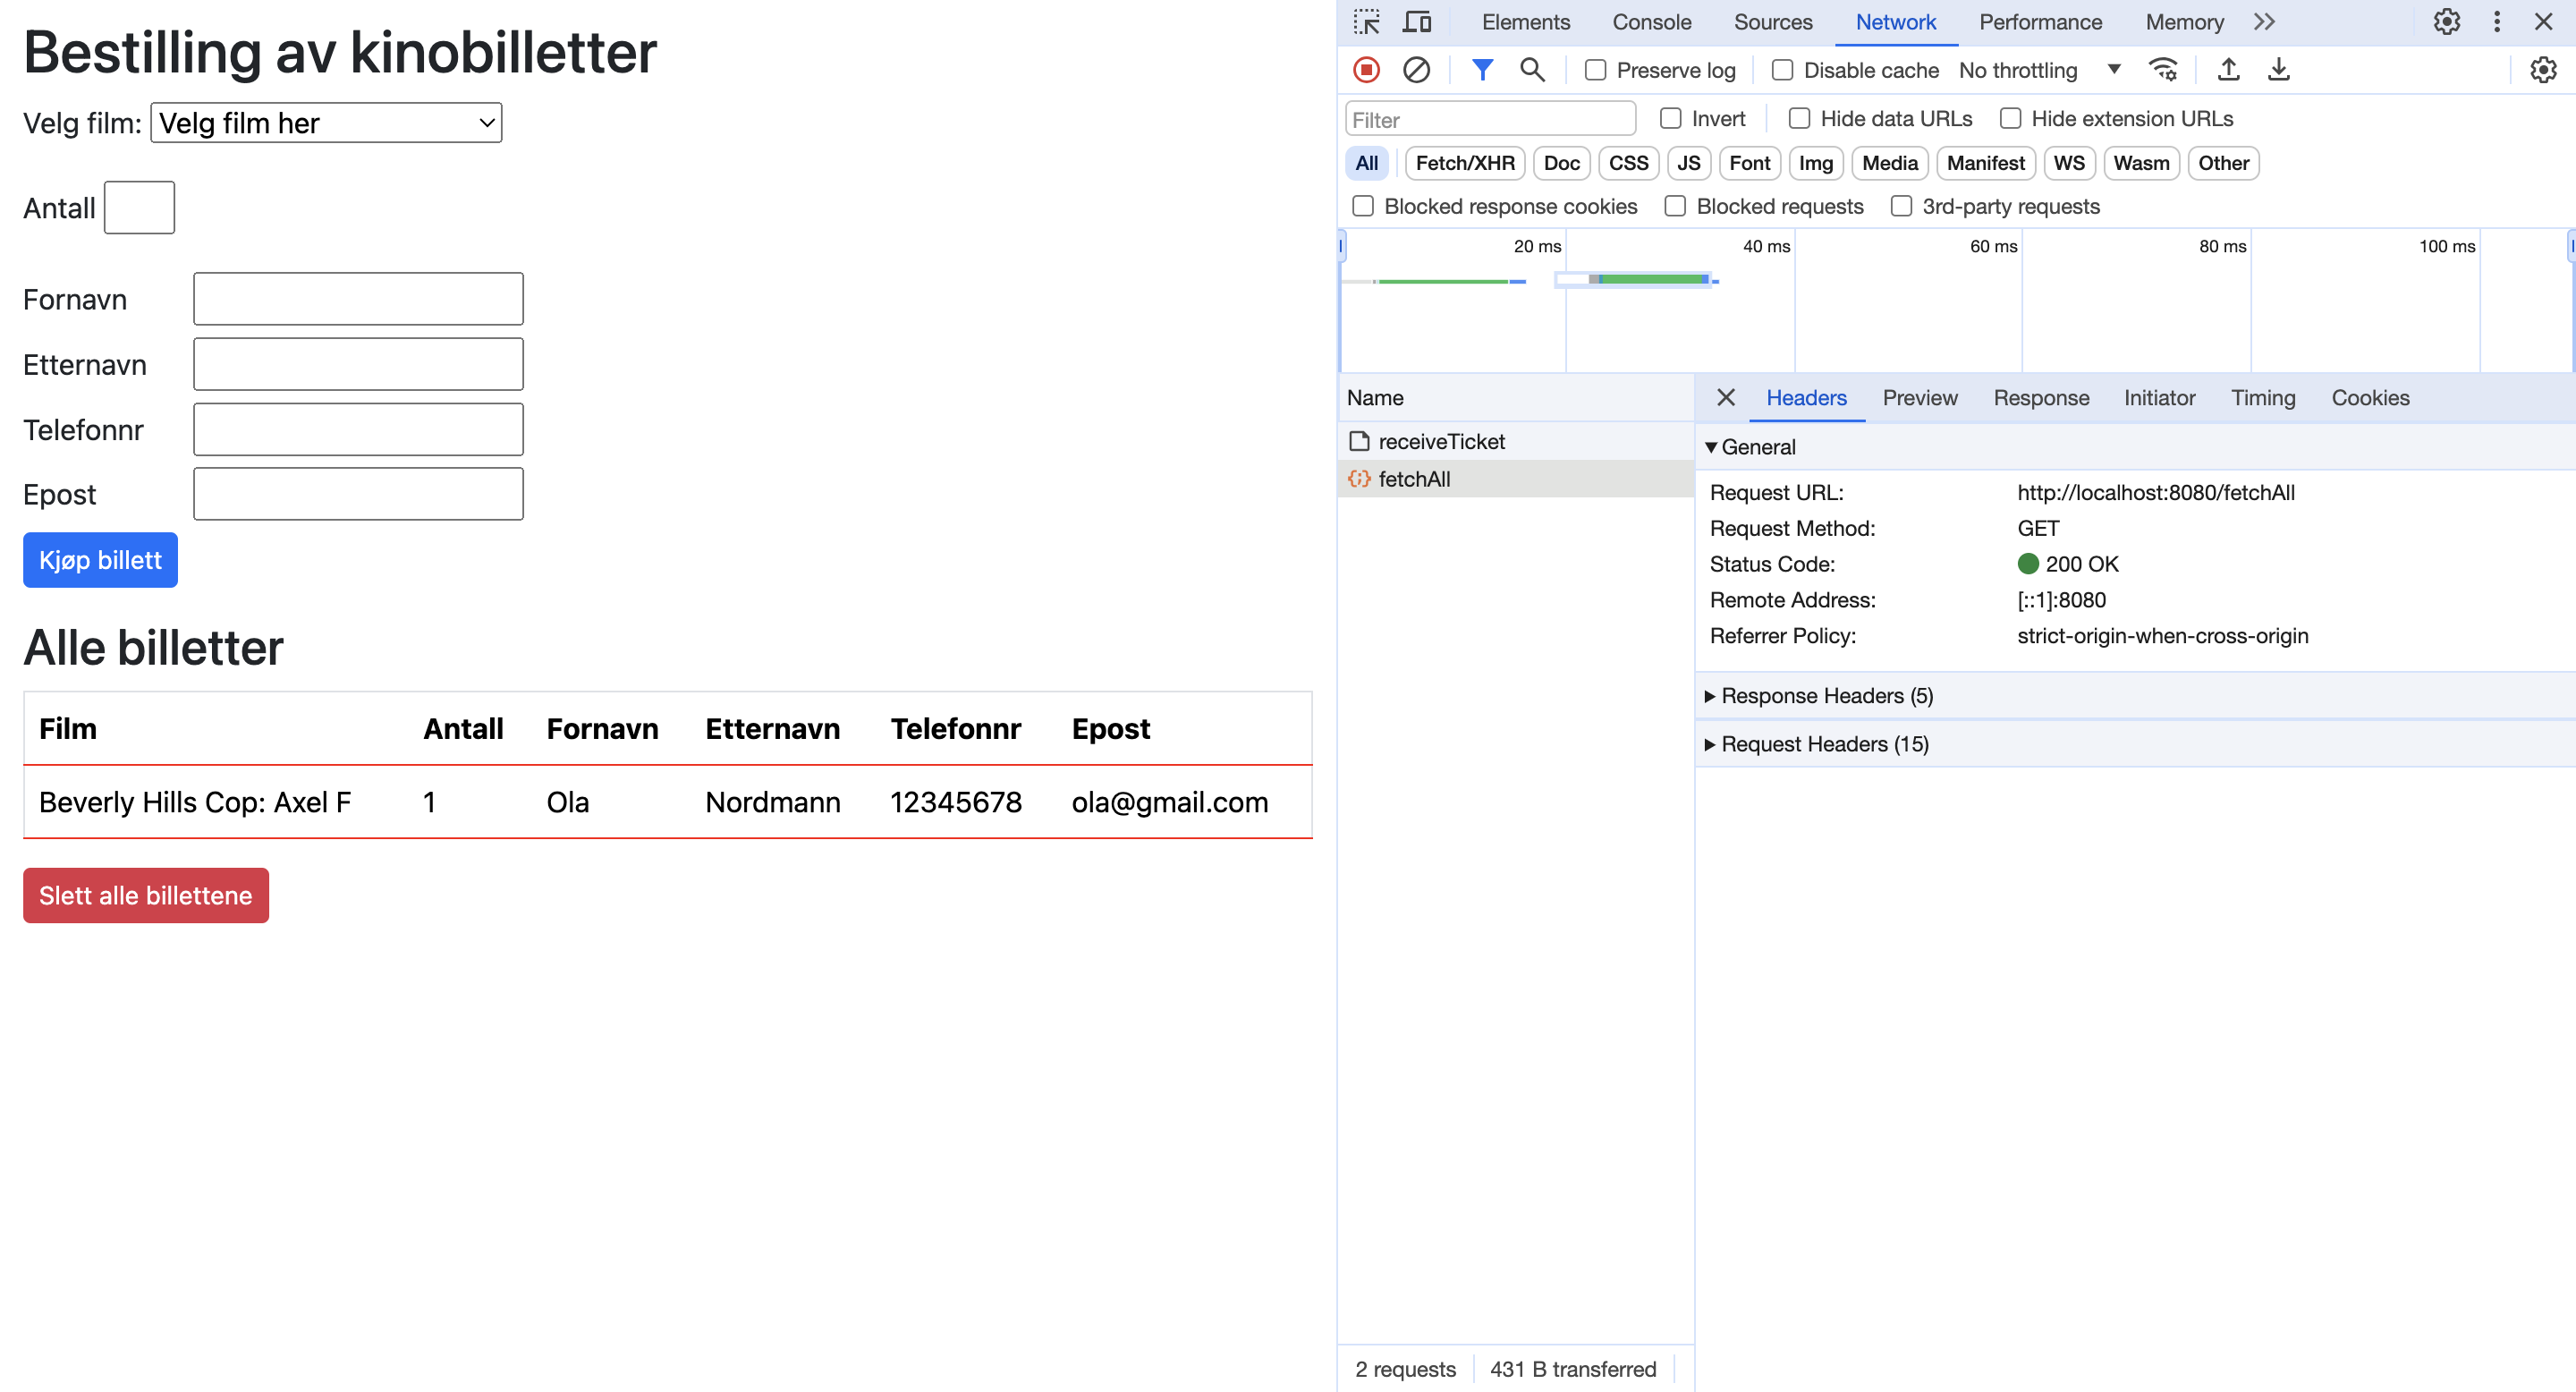 Bestilling av kinobilletter
Velg film: Velg film her
Antall
Fornavn
Etternavn
Telefonnr
Epost
Kjøp billett
Alle billetter
Film Antall Fornavn Etternavn Telefonnr Epost
Beverly Hills Cop: Axel F 1 Ola Nordmann 12345678 ola@gmail.com
Slett alle billettene
Elements Console Sources Network Performance Memory
Preserve log Disable cache No throttling
Filter Invert Hide data URLs Hide extension URLs
All Fetch/XHR Doc CSS JS Font Img Media Manifest WS Wasm Other
Blocked response cookies Blocked requests 3rd-party requests
20 ms 40 ms 60 ms 80 ms 100 ms
Name
receiveTicket
fetchAll
Headers Preview Response Initiator Timing Cookies
General
Request URL: http://localhost:8080/fetchAll
Request Method: GET
Status Code: 200 OK
Remote Address: [::1]:8080
Referrer Policy: strict-origin-when-cross-origin
Response Headers (5)
Request Headers (15)
2 requests 431 B transferred